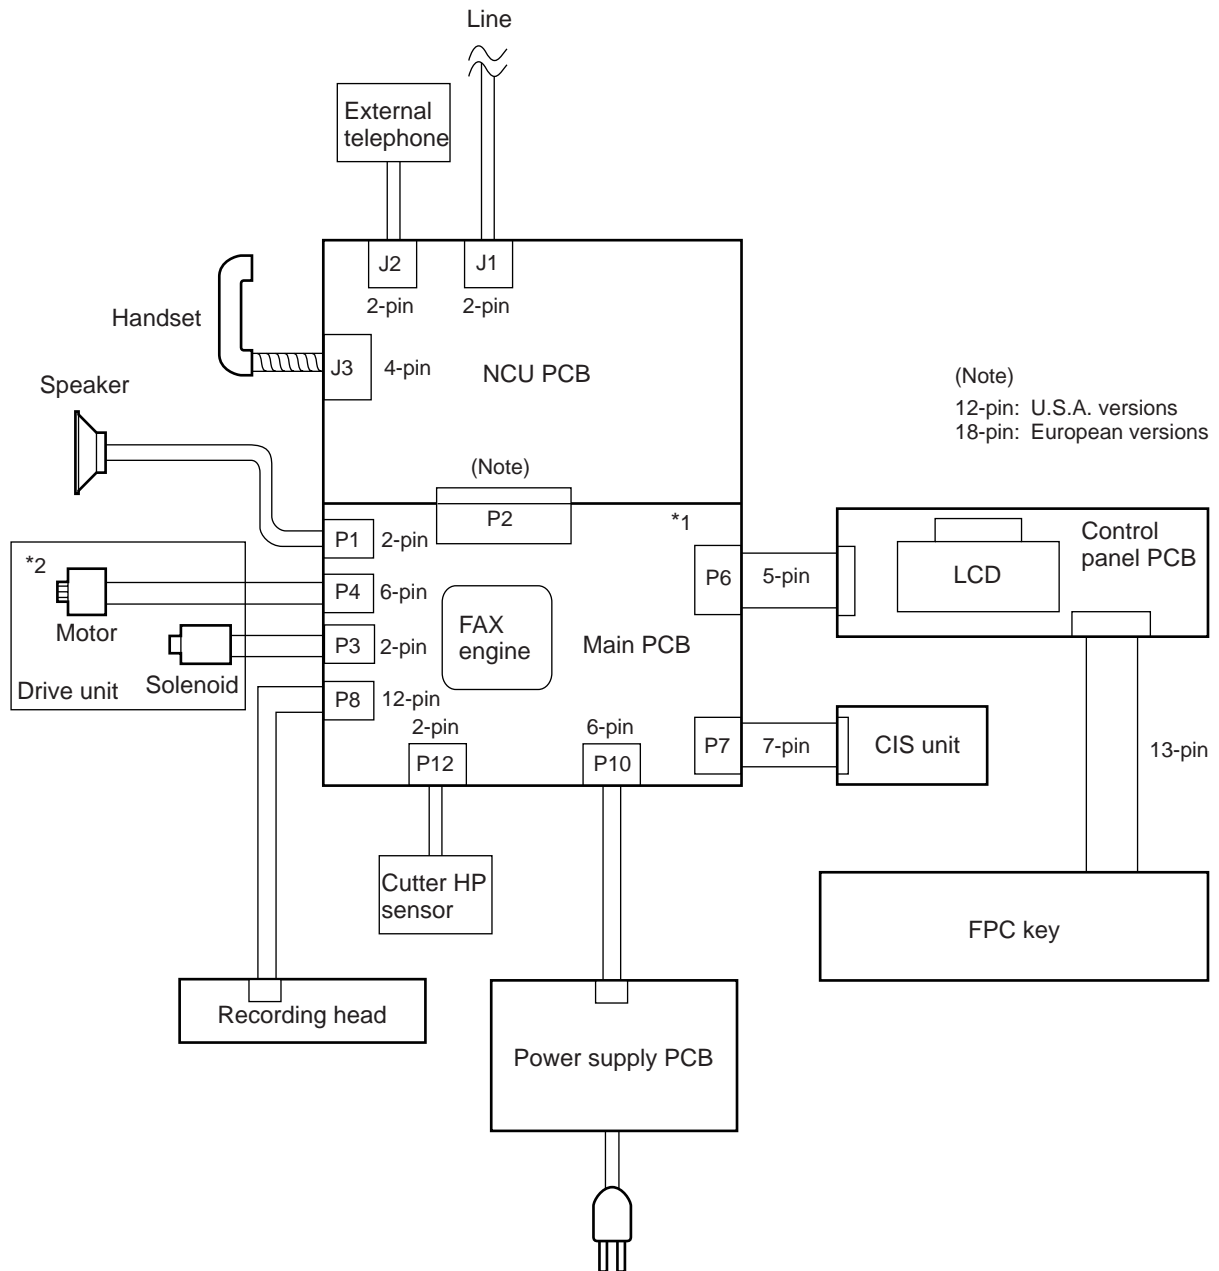 Line
External
telephone
J2
J1
2-pin
2-pin
Handset
J3
4-pin
NCU PCB
Speaker
(Note)
12-pin: U.S.A. versions
18-pin: European versions
(Note)
P2
*1
P1
2-pin
Control
panel PCB
LCD
*2
P6
5-pin
P4
6-pin
Motor
FAX
engine
P3
2-pin
Main PCB
Solenoid
Drive unit
P8
12-pin
2-pin
6-pin
P7
7-pin
CIS unit
13-pin
P12
P10
Cutter HP
sensor
FPC key
Recording head
Power supply PCB